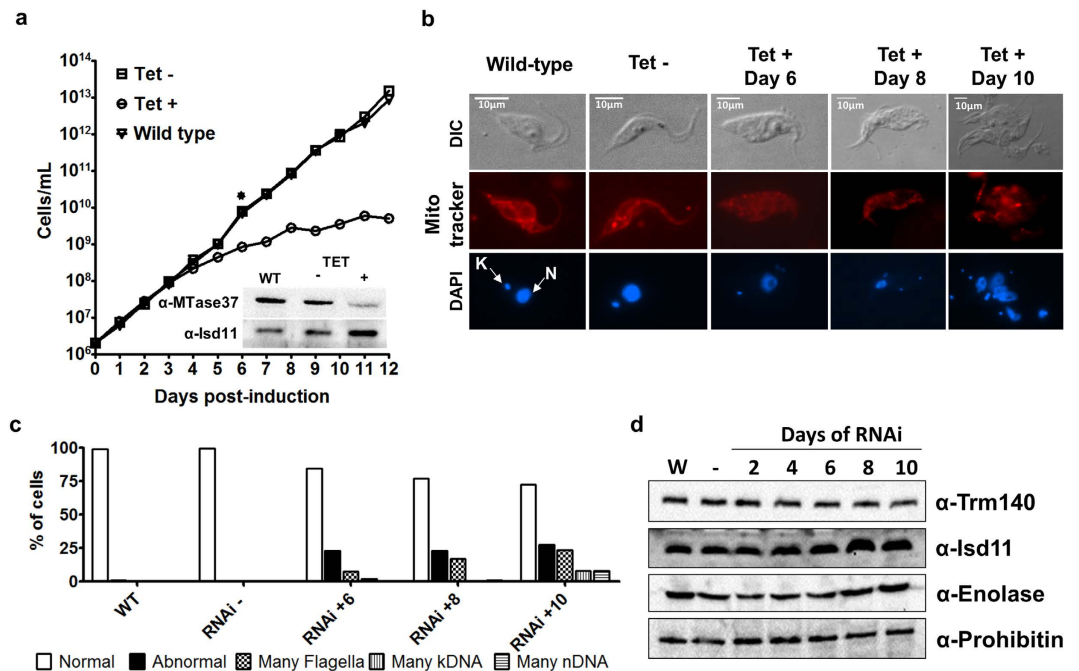 a
10^14
10^13
10^12
10^11
10^10
10^9
10^8
10^7
10^6
Cells/mL
Tet -
Tet +
Wild type
*
TET
WT - +
α-MTase37
α-Isd11
0 1 2 3 4 5 6 7 8 9 10 11 12
Days post-induction
b
Wild-type
Tet -
Tet +
Day 6
Tet +
Day 8
Tet +
Day 10
DIC
10µm 10µm 10µm 10µm 10µm
Mito
tracker
DAPI
K
N
c
% of cells
100
75
50
25
0
WT
RNAi -
RNAi +6
RNAi +8
RNAi +10
Normal Abnormal Many Flagella Many kDNA Many nDNA
d
Days of RNAi
W - 2 4 6 8 10
α-Trm140
α-Isd11
α-Enolase
α-Prohibitin